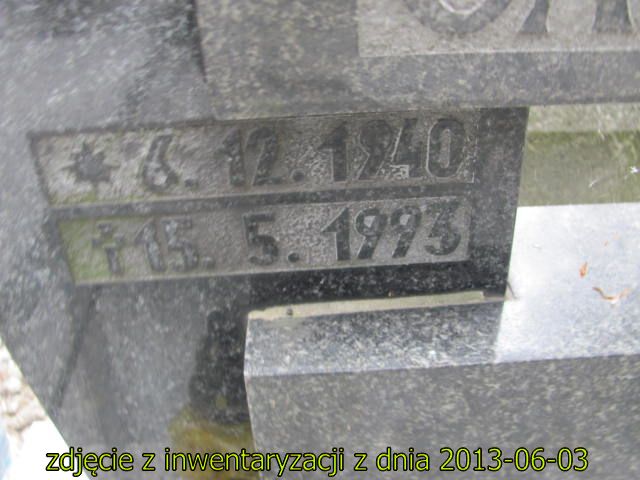 * 6. 12. 1940
† 15. 5. 1993
zdjęcie z inwentaryzacji z dnia 2013-06-03